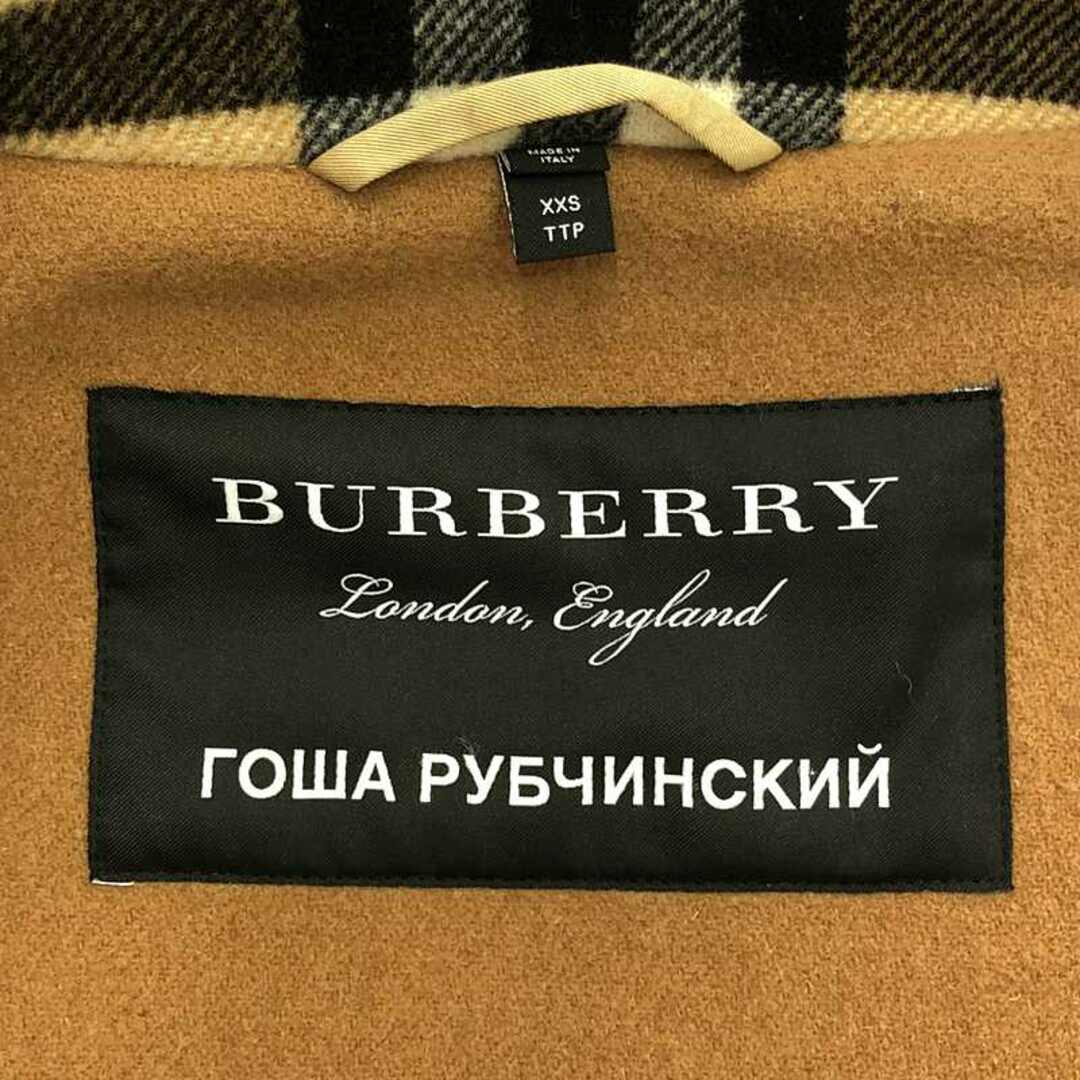 MADE IN
ITALY
XXS
TTP
BURBERRY
London, England
ГОША РУБЧИНСКИЙ